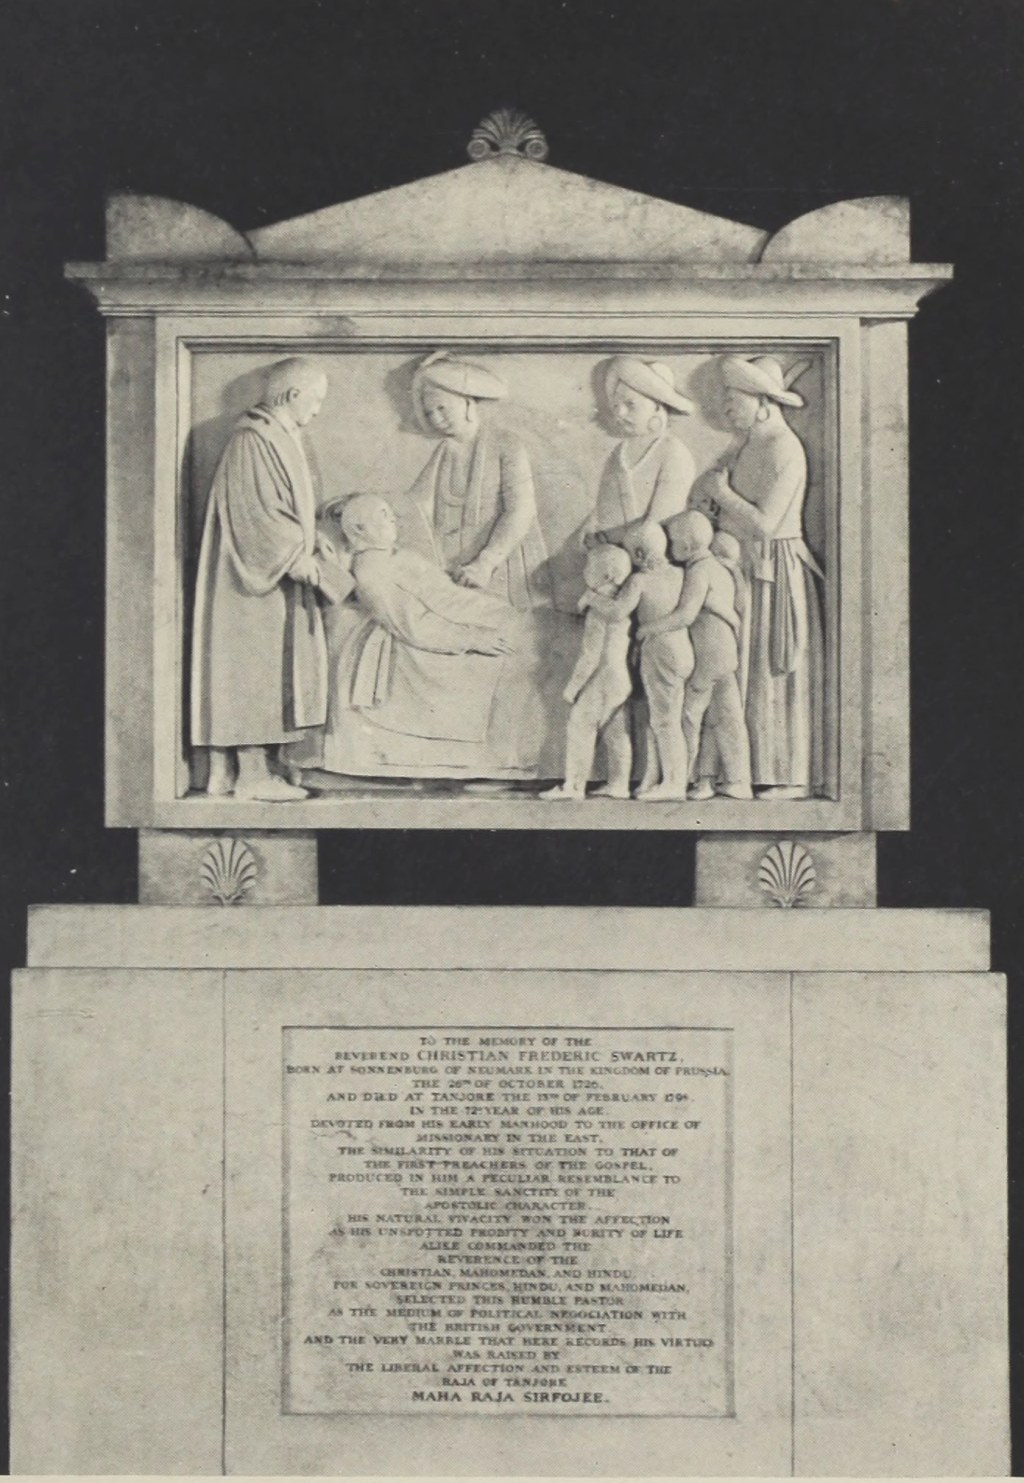 TO THE MEMORY OF THE
REVEREND CHRISTIAN FREDERIC SWARTZ,
BORN AT SONNENBURG OF NEUMARK IN THE KINGDOM OF PRUSSIA,
THE 26TH OF OCTOBER 1726,
AND DIED AT TANJORE THE 13TH OF FEBRUARY 1798,
IN THE 72D YEAR OF HIS AGE.
DEVOTED FROM HIS EARLY MANHOOD TO THE OFFICE OF
MISSIONARY IN THE EAST,
THE SIMILARITY OF HIS SITUATION TO THAT OF
THE FIRST PREACHERS OF THE GOSPEL,
PRODUCED IN HIM A PECULIAR RESEMBLANCE TO
THE SIMPLE SANCTITY OF THE
APOSTOLIC CHARACTER.
HIS NATURAL VIVACITY WON THE AFFECTION
AS HIS UNSPOTTED PROBITY AND PURITY OF LIFE
ALIKE COMMANDED THE
REVERENCE OF THE
CHRISTIAN, MAHOMEDAN, AND HINDU,
FOR SOVEREIGN PRINCES, HINDU, AND MAHOMEDAN,
SELECTED THIS HUMBLE PASTOR
AS THE MEDIUM OF POLITICAL NEGOCIATION WITH
THE BRITISH GOVERNMENT
AND THE VERY MARBLE THAT HERE RECORDS HIS VIRTUES
WAS RAISED BY
THE LIBERAL AFFECTION AND ESTEEM OF THE
RAJA OF TANJORE
MAHA RAJA SIRFOJEE.